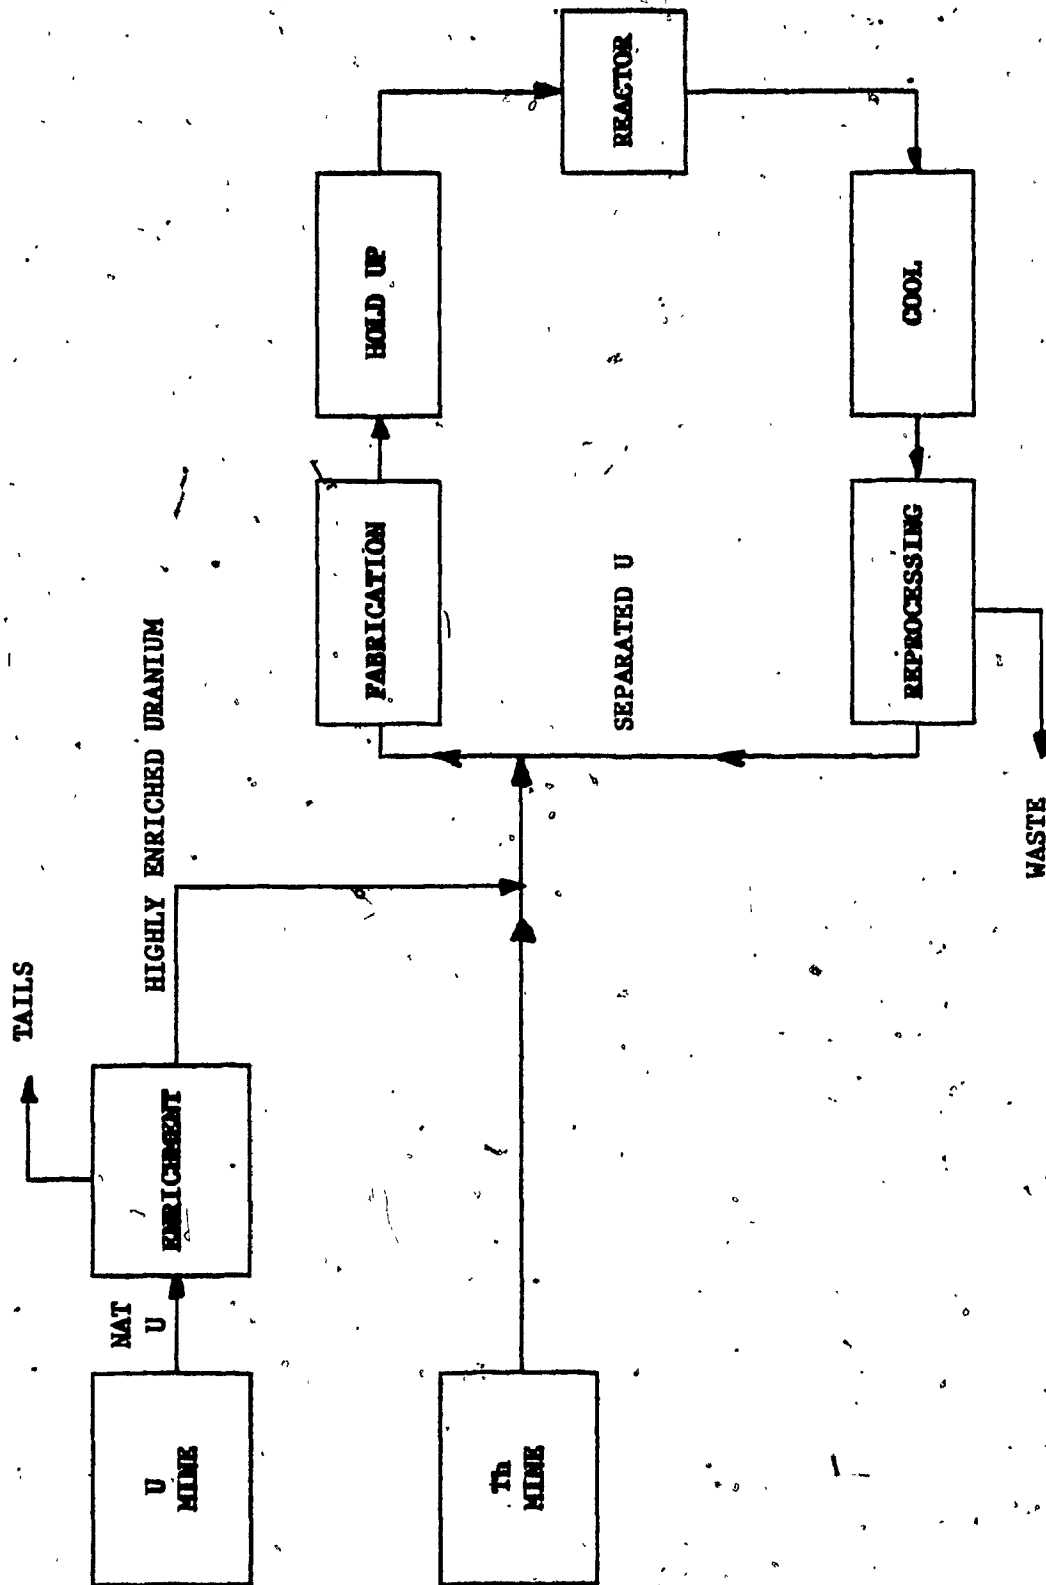 TAILS
NAT
U
HIGHLY ENRICHED URANIUM
U
MINE
ENRICHMENT
FABRICATION
HOLD UP
Th
MINE
SEPARATED U
REACTOR
REPROCESSING
COOL
WASTE